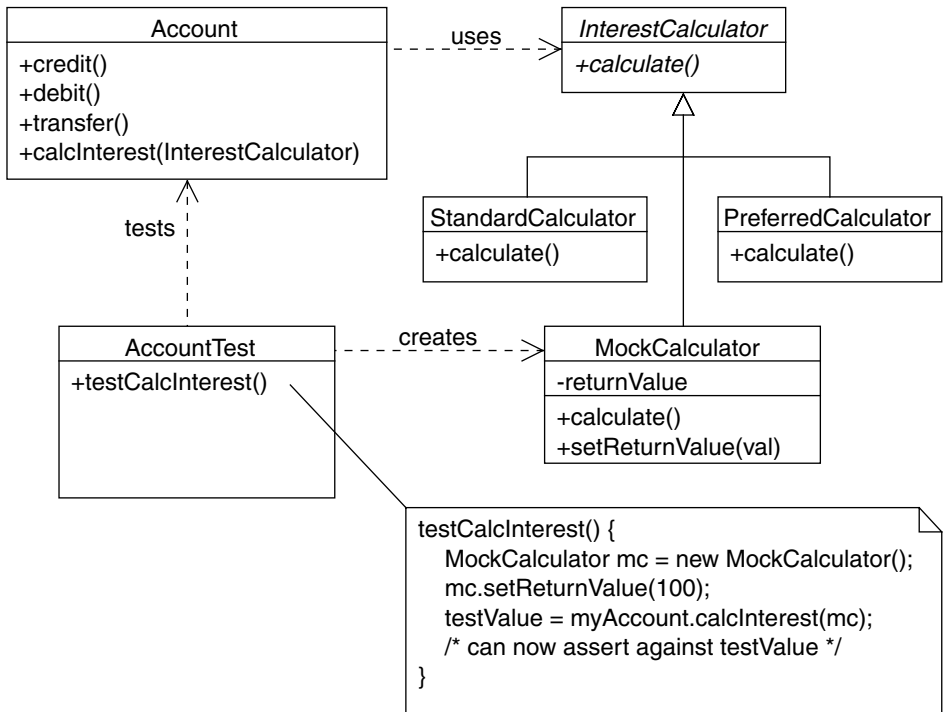 Account
+credit()
+debit()
+transfer()
+calcInterest(InterestCalculator)
uses
InterestCalculator
+calculate()
StandardCalculator
+calculate()
PreferredCalculator
+calculate()
tests
AccountTest
+testCalcInterest()
creates
MockCalculator
-returnValue
+calculate()
+setReturnValue(val)
testCalcInterest() {
MockCalculator mc = new MockCalculator();
mc.setReturnValue(100);
testValue = myAccount.calcInterest(mc);
/* can now assert against testValue */
}